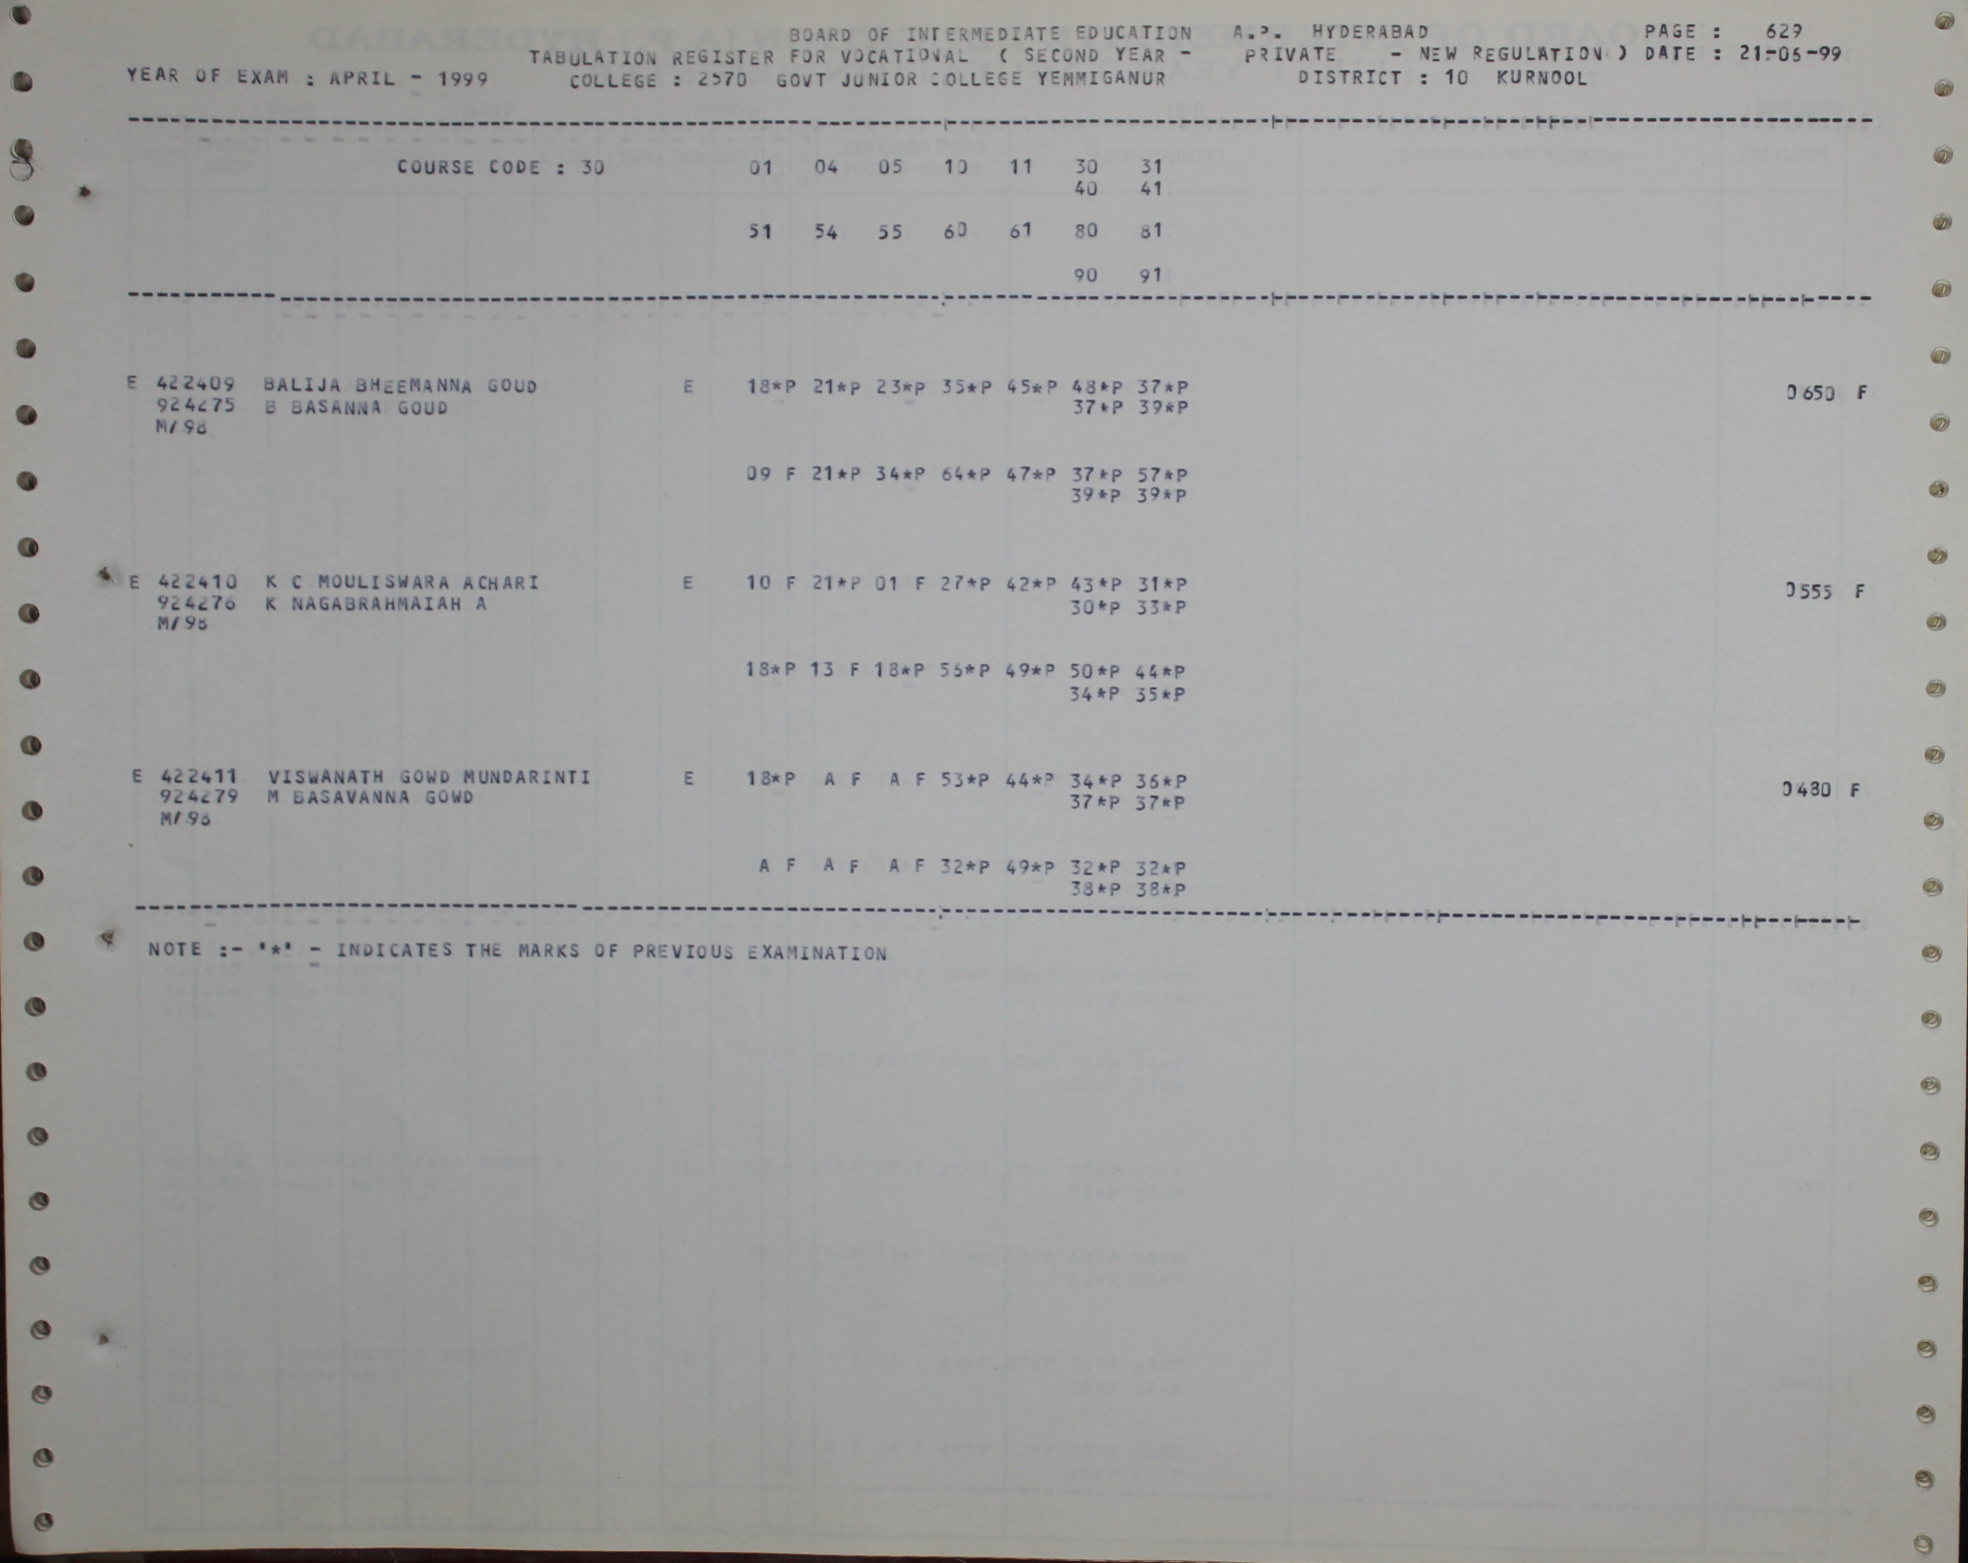 BOARD OF INTERMEDIATE EDUCATION A.P. HYDERABAD PAGE : 629
TABULATION REGISTER FOR VOCATIONAL ( SECOND YEAR - PRIVATE - NEW REGULATION ) DATE : 21-06-99
YEAR OF EXAM : APRIL - 1999 COLLEGE : 2570 GOVT JUNIOR COLLEGE YEMMIGANUR DISTRICT : 10 KURNOOL
COURSE CODE : 30 01 04 05 10 11 30 31
40 41
51 54 55 60 61 80 81
90 91
E 422409 BALIJA BHEEMANNA GOUD E 18*P 21*P 23*P 35*P 45*P 48*P 37*P 0650 F
924275 B BASANNA GOUD 37*P 39*P
M/98
09 F 21*P 34*P 64*P 47*P 37*P 57*P
39*P 39*P
E 422410 K C MOULISWARA ACHARI E 10 F 21*P 01 F 27*P 42*P 43*P 31*P 0555 F
924276 K NAGABRAHMAIAH A 30*P 33*P
M/98
18*P 13 F 18*P 56*P 49*P 50*P 44*P
34*P 35*P
E 422411 VISWANATH GOWD MUNDARINTI E 18*P A F A F 53*P 44*P 34*P 36*P 0480 F
924279 M BASAVANNA GOWD 37*P 37*P
M/98
A F A F A F 32*P 49*P 32*P 32*P
38*P 38*P
NOTE :- '*' - INDICATES THE MARKS OF PREVIOUS EXAMINATION